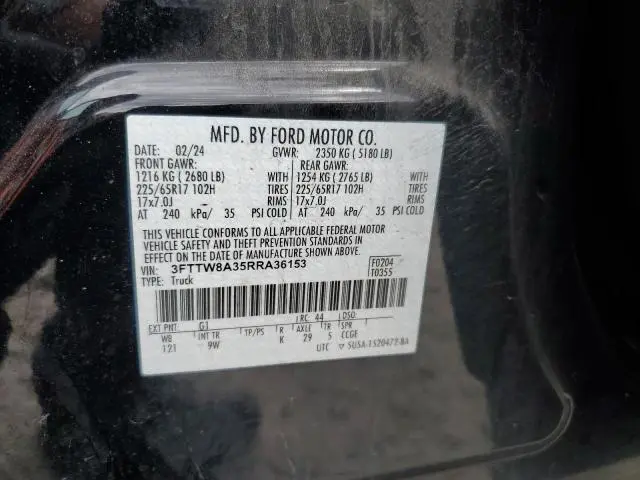 MFD. BY FORD MOTOR CO.
DATE: 02/24 GVWR: 2350 KG ( 5180 LB)
FRONT GAWR: REAR GAWR:
1216 KG ( 2680 LB) WITH 1254 KG ( 2765 LB) WITH
225/65R17 102H TIRES 225/65R17 102H TIRES
17x7.0J RIMS 17x7.0J RIMS
AT 240 kPa/ 35 PSI COLD AT 240 kPa/ 35 PSI COLD
THIS VEHICLE CONFORMS TO ALL APPLICABLE FEDERAL MOTOR
VEHICLE SAFETY AND THEFT PREVENTION STANDARDS IN
EFFECT ON THE DATE OF MANUFACTURE SHOWN ABOVE.
VIN: 3FTTW8A35RRA36153 F0204
TYPE: Truck T0355
RC: 44 DSO:
EXT PNT: G1
WB INT TR TP/PS R AXLE TR SPR
121 9W K 29 5 CCGE
UTC ▽ 5U5A-1520472-BA